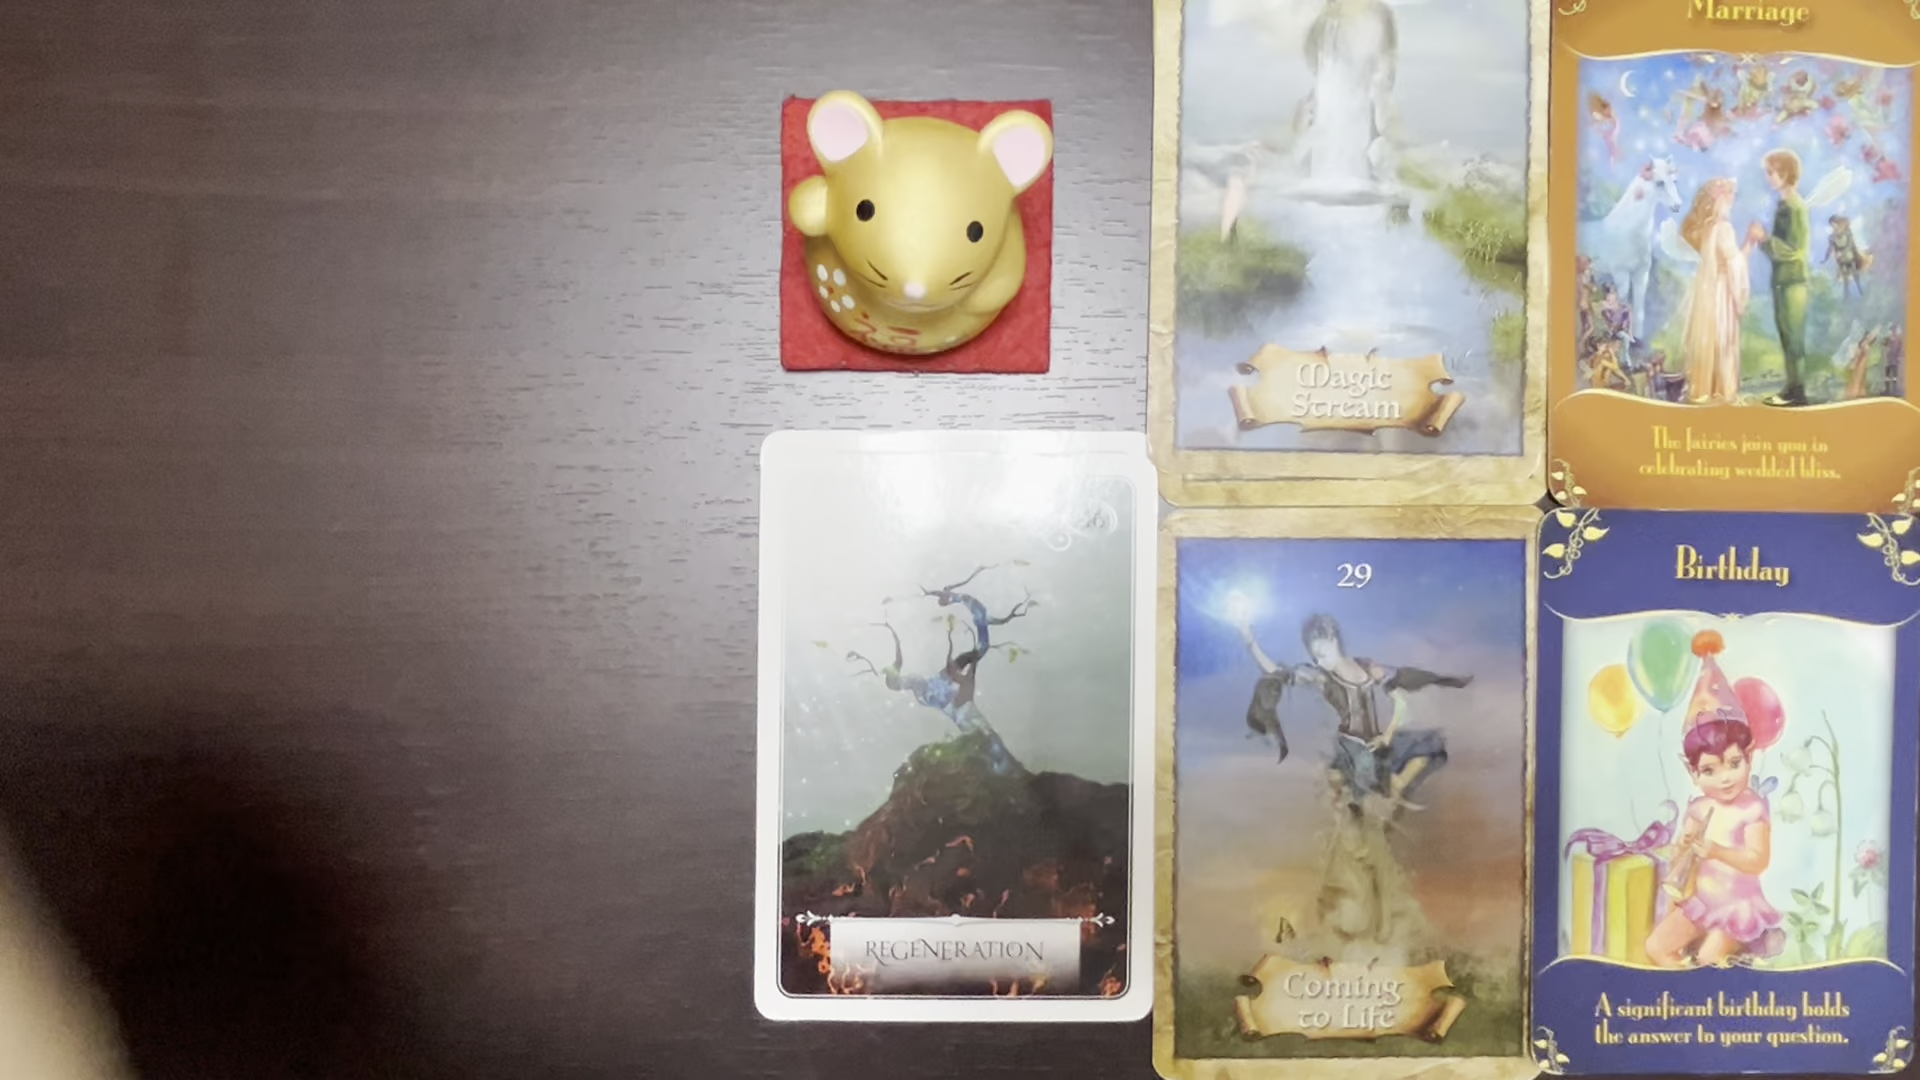 Marriage
Magic
Stream
The fairies join you in
celebrating wedded bliss.
REGENERATION
29
Coming
to Life
Birthday
A significant birthday holds
the answer to your question.